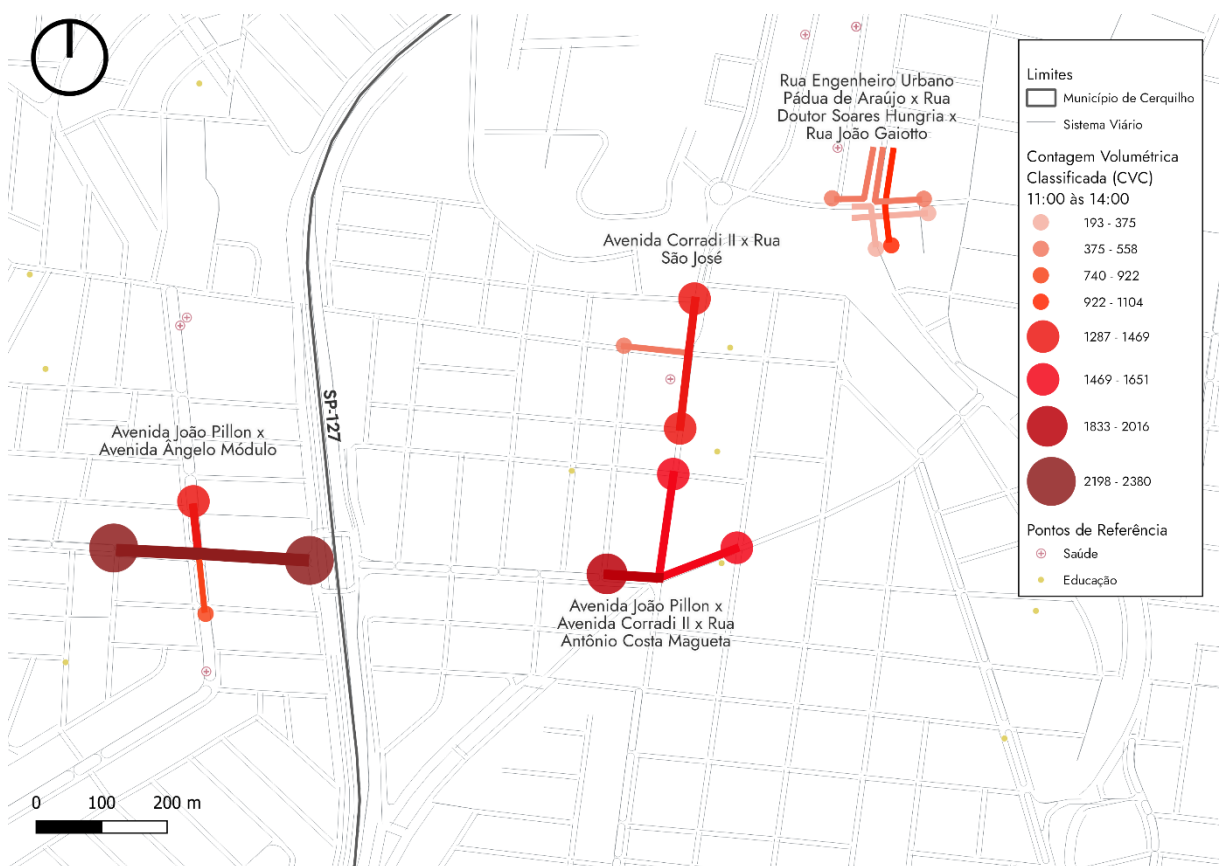 Rua Engenheiro Urbano
Pádua de Araújo x Rua
Doutor Soares Hungria x
Rua João Gaiotto
Avenida Corradi II x Rua
São José
SP-127
Avenida João Pillon x
Avenida Ângelo Módulo
Avenida João Pillon x
Avenida Corradi II x Rua
Antônio Costa Magueta
0 100 200 m
Limites
Município de Cerquilho
Sistema Viário
Contagem Volumétrica
Classificada (CVC)
11:00 às 14:00
193 - 375
375 - 558
740 - 922
922 - 1104
1287 - 1469
1469 - 1651
1833 - 2016
2198 - 2380
Pontos de Referência
Saúde
Educação